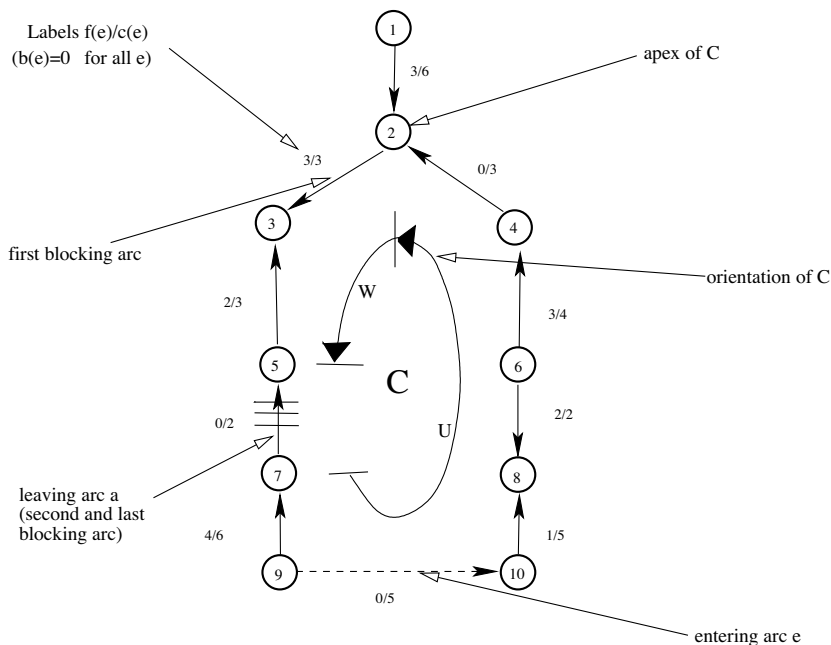 1
Labels f(e)/c(e)
(b(e)=0 for all e)
apex of C
3/6
2
3/3
0/3
3
4
first blocking arc
orientation of C
W
2/3
3/4
5
C
6
0/2
2/2
U
7
8
leaving arc a
(second and last
blocking arc)
4/6
1/5
9
10
0/5
entering arc e